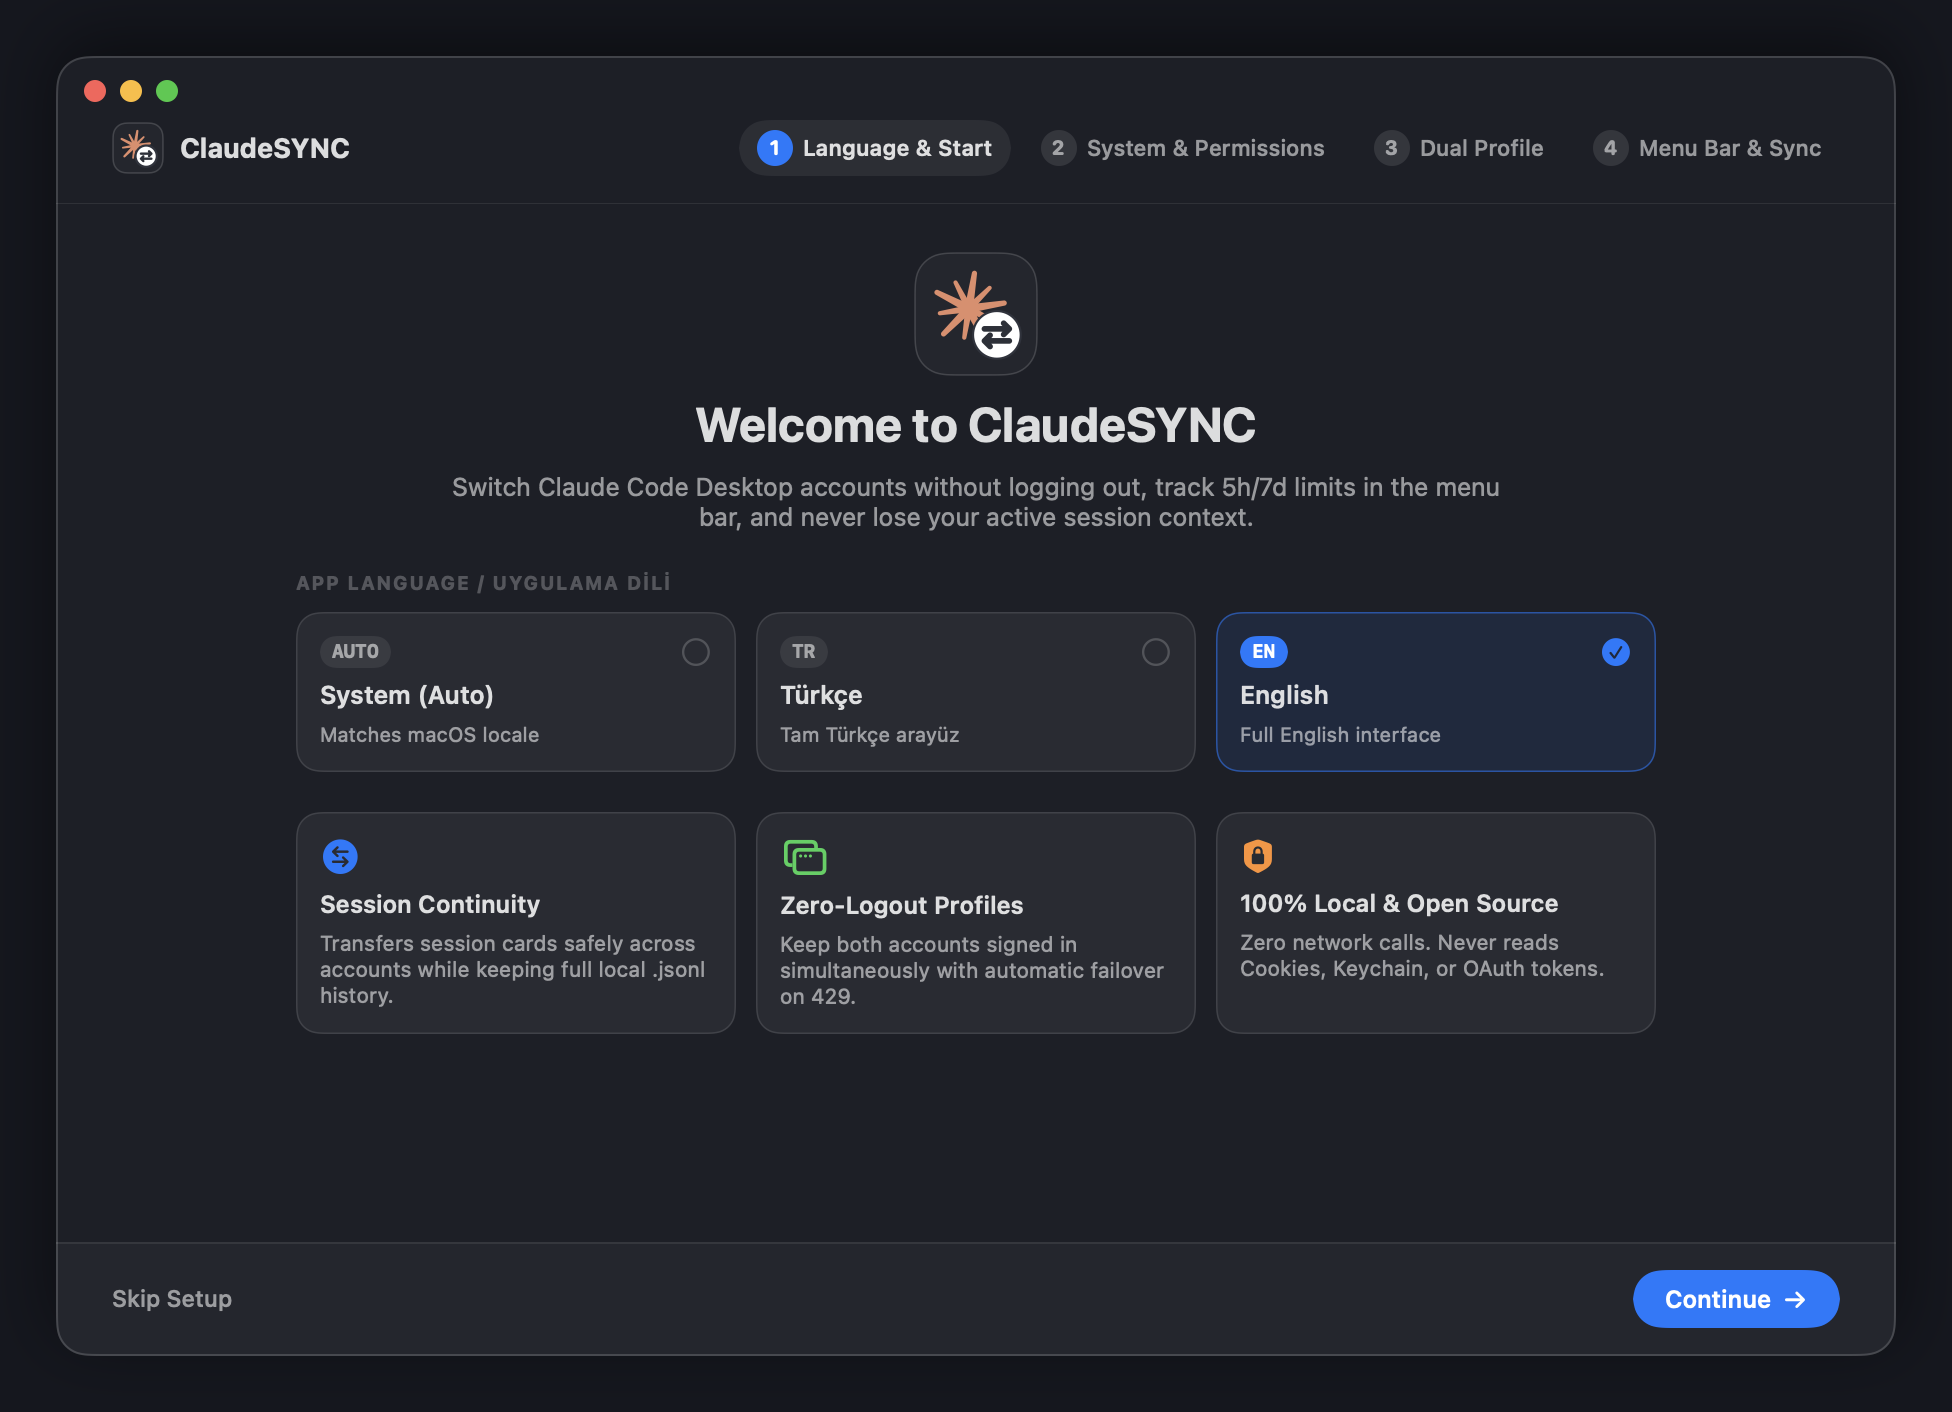 ClaudeSYNC
1 Language & Start
2 System & Permissions
3 Dual Profile
4 Menu Bar & Sync
Welcome to ClaudeSYNC
Switch Claude Code Desktop accounts without logging out, track 5h/7d limits in the menu
bar, and never lose your active session context.
APP LANGUAGE / UYGULAMA DİLİ
AUTO
System (Auto)
Matches macOS locale
TR
Türkçe
Tam Türkçe arayüz
EN
English
Full English interface
Session Continuity
Transfers session cards safely across
accounts while keeping full local .jsonl
history.
Zero-Logout Profiles
Keep both accounts signed in
simultaneously with automatic failover
on 429.
100% Local & Open Source
Zero network calls. Never reads
Cookies, Keychain, or OAuth tokens.
Skip Setup
Continue →